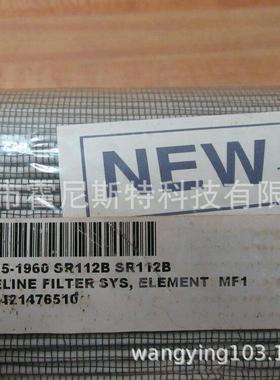 NEW
市霍尼斯特科技有限
5-1960 SR112B SR112B
ELINE FILTER SYS, ELEMENT MF1
421476510
wangying103.1